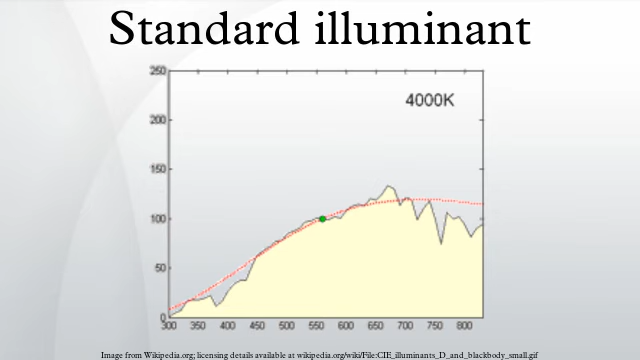 Standard illuminant
250
4000K
200
150
100
50
0
300 350 400 450 500 550 600 650 700 750 800
Image from Wikipedia.org; licensing details available at wikipedia.org/wiki/File:CIE_illuminants_D_and_blackbody_small.gif